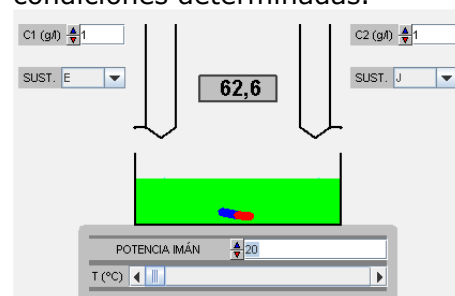 condiciones determinadas.
C1 (g/l) 1
C2 (g/l) 1
SUST. E
SUST. J
62,6
POTENCIA IMÁN 20
T (°C)